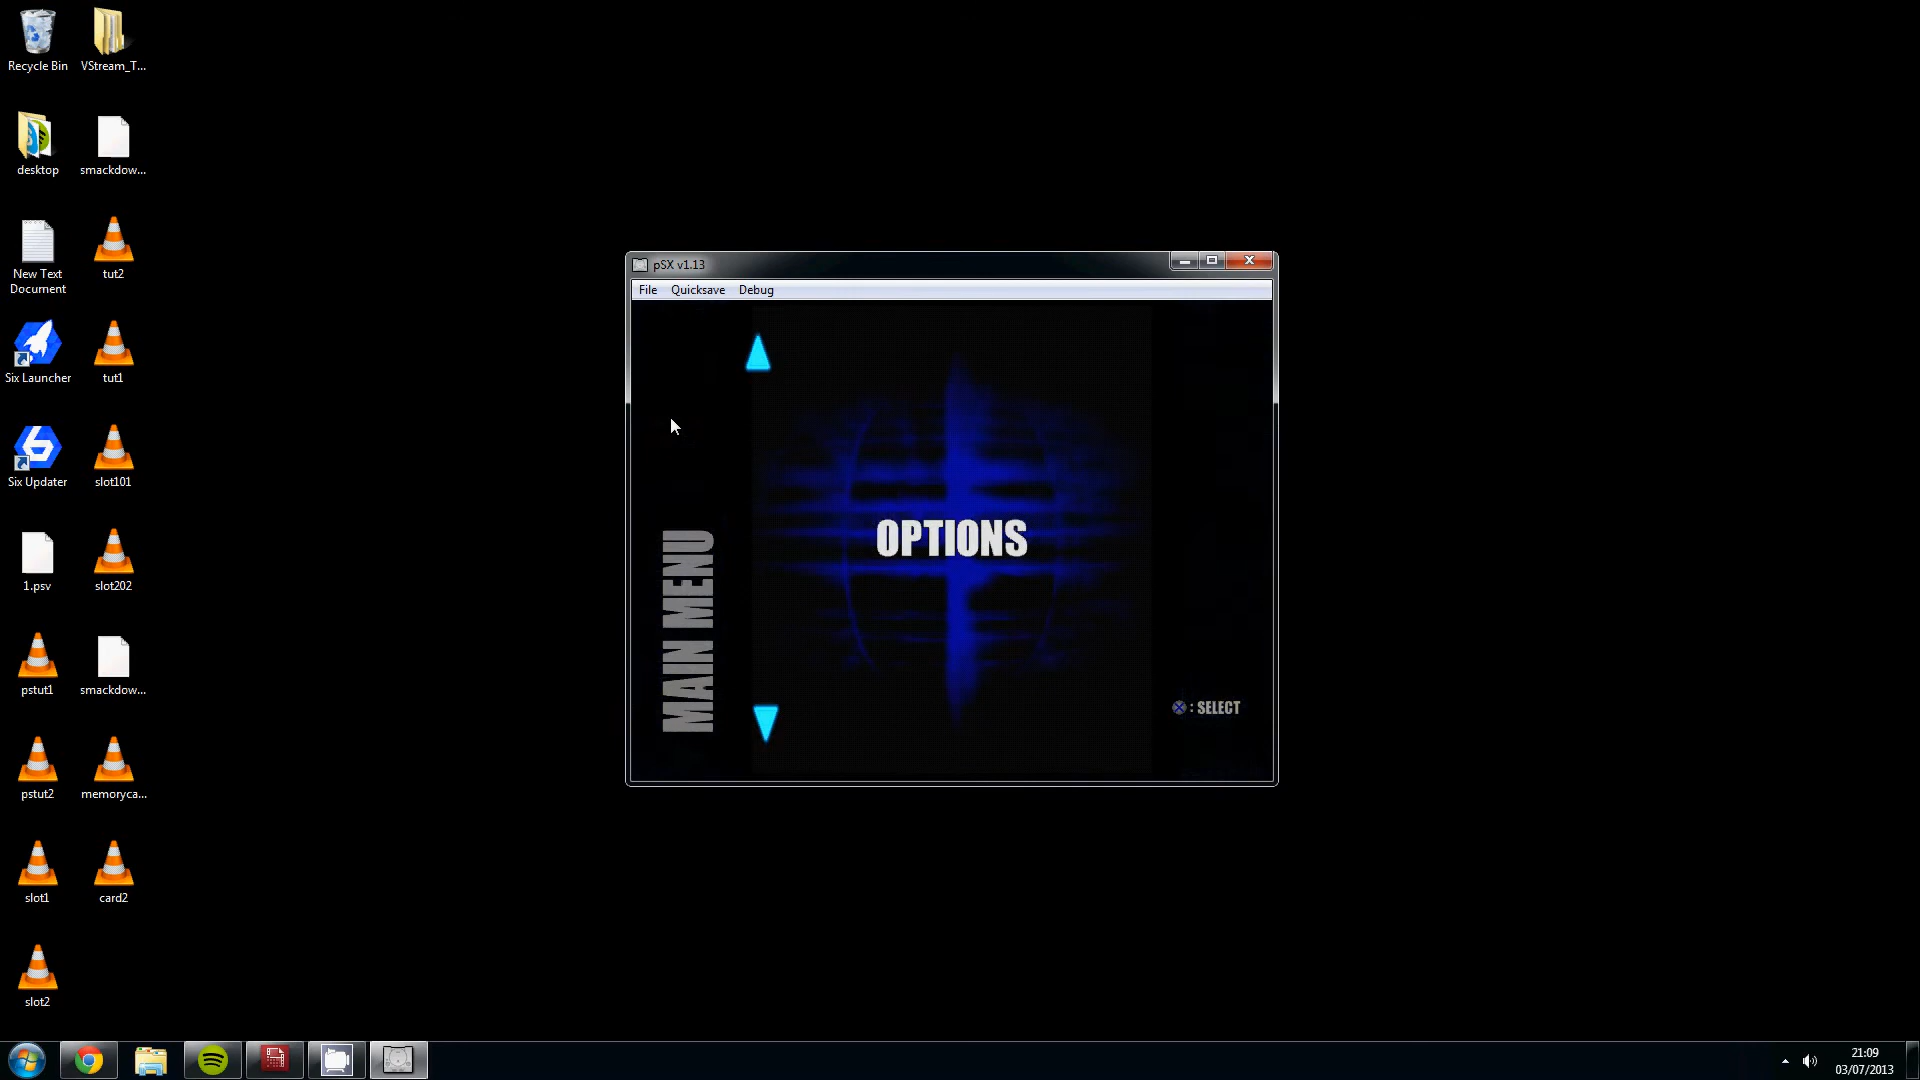 Recycle Bin
VStream_T...
desktop
smackdow...
New Text
Document
tut2
Six Launcher
tut1
Six Updater
slot101
1.psv
slot202
pstut1
smackdow...
pstut2
memoryca...
slot1
card2
slot2
pSX v1.13
File Quicksave Debug
MAIN MENU
OPTIONS
: SELECT
21:09
03/07/2013